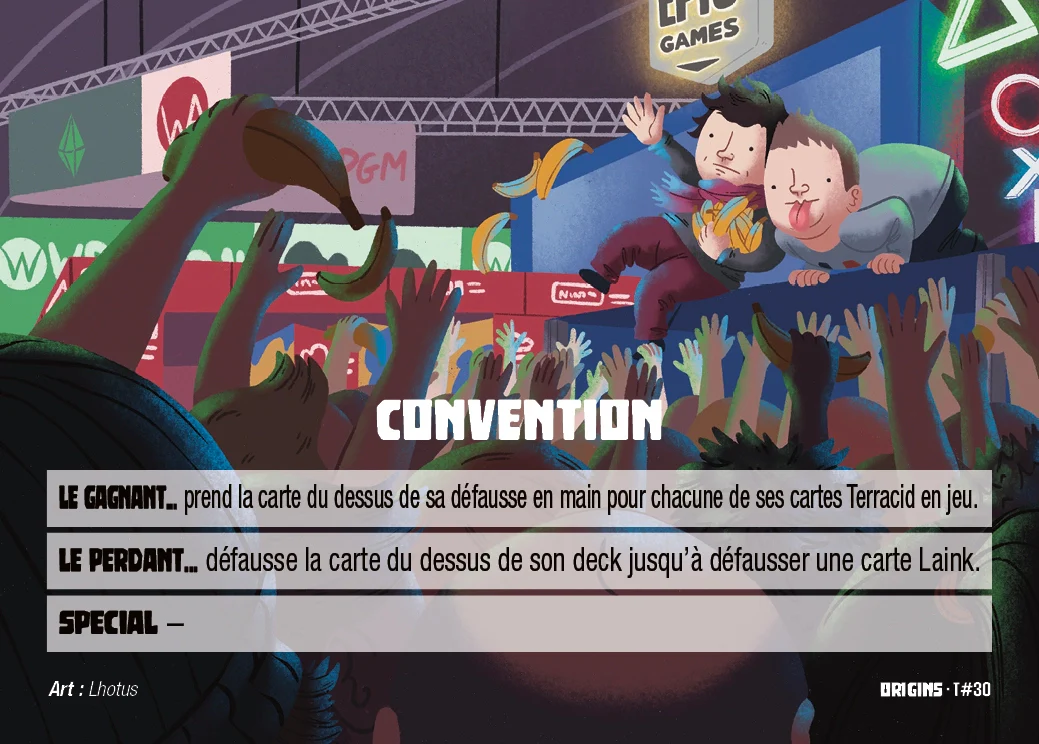 EPIC
GAMES
W
PGM
W
W
CONVENTION
LE GAGNANT... prend la carte du dessus de sa défausse en main pour chacune de ses cartes Terracid en jeu.
LE PERDANT... défausse la carte du dessus de son deck jusqu'à défausser une carte Laink.
SPECIAL –
Art : Lhotus
ORIGINS · T#30